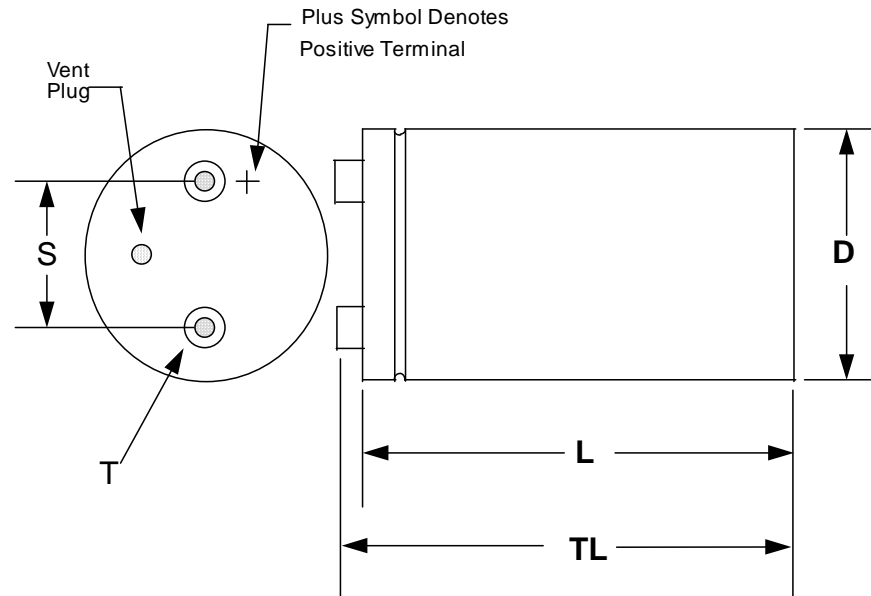 Plus Symbol Denotes
Positive Terminal
Vent
Plug
S
D
T
L
TL